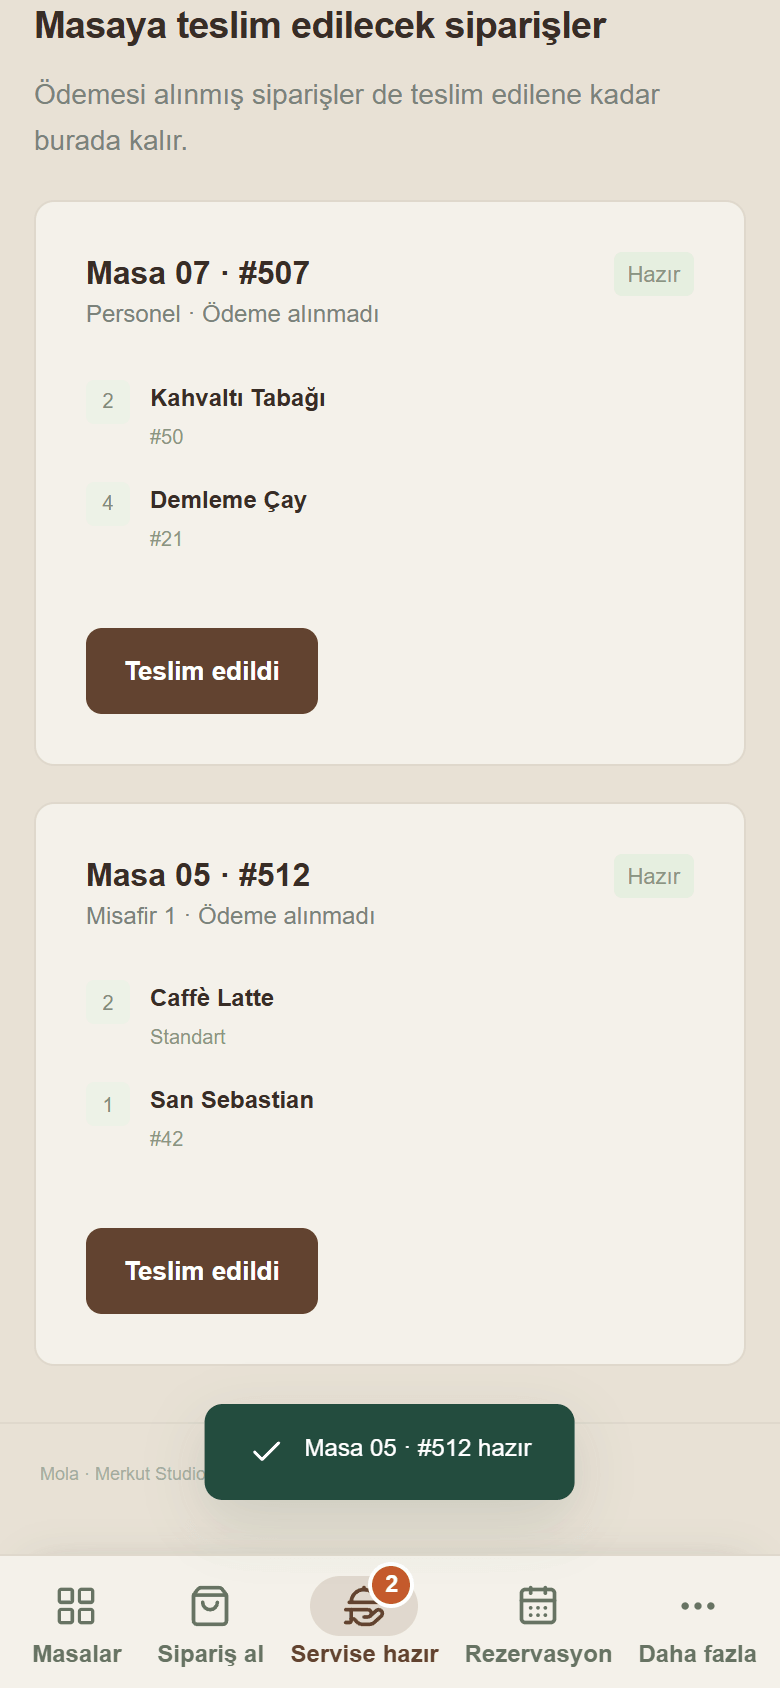 Masaya teslim edilecek siparişler
Ödemesi alınmış siparişler de teslim edilene kadar
burada kalır.
Masa 07 · #507
Hazır
Personel · Ödeme alınmadı
2
Kahvaltı Tabağı
#50
4
Demleme Çay
#21
Teslim edildi
Masa 05 · #512
Hazır
Misafir 1 · Ödeme alınmadı
2
Caffè Latte
Standart
1
San Sebastian
#42
Teslim edildi
Masa 05 · #512 hazır
Mola · Merkut Studio
2
Masalar
Sipariş al
Servise hazır
Rezervasyon
Daha fazla